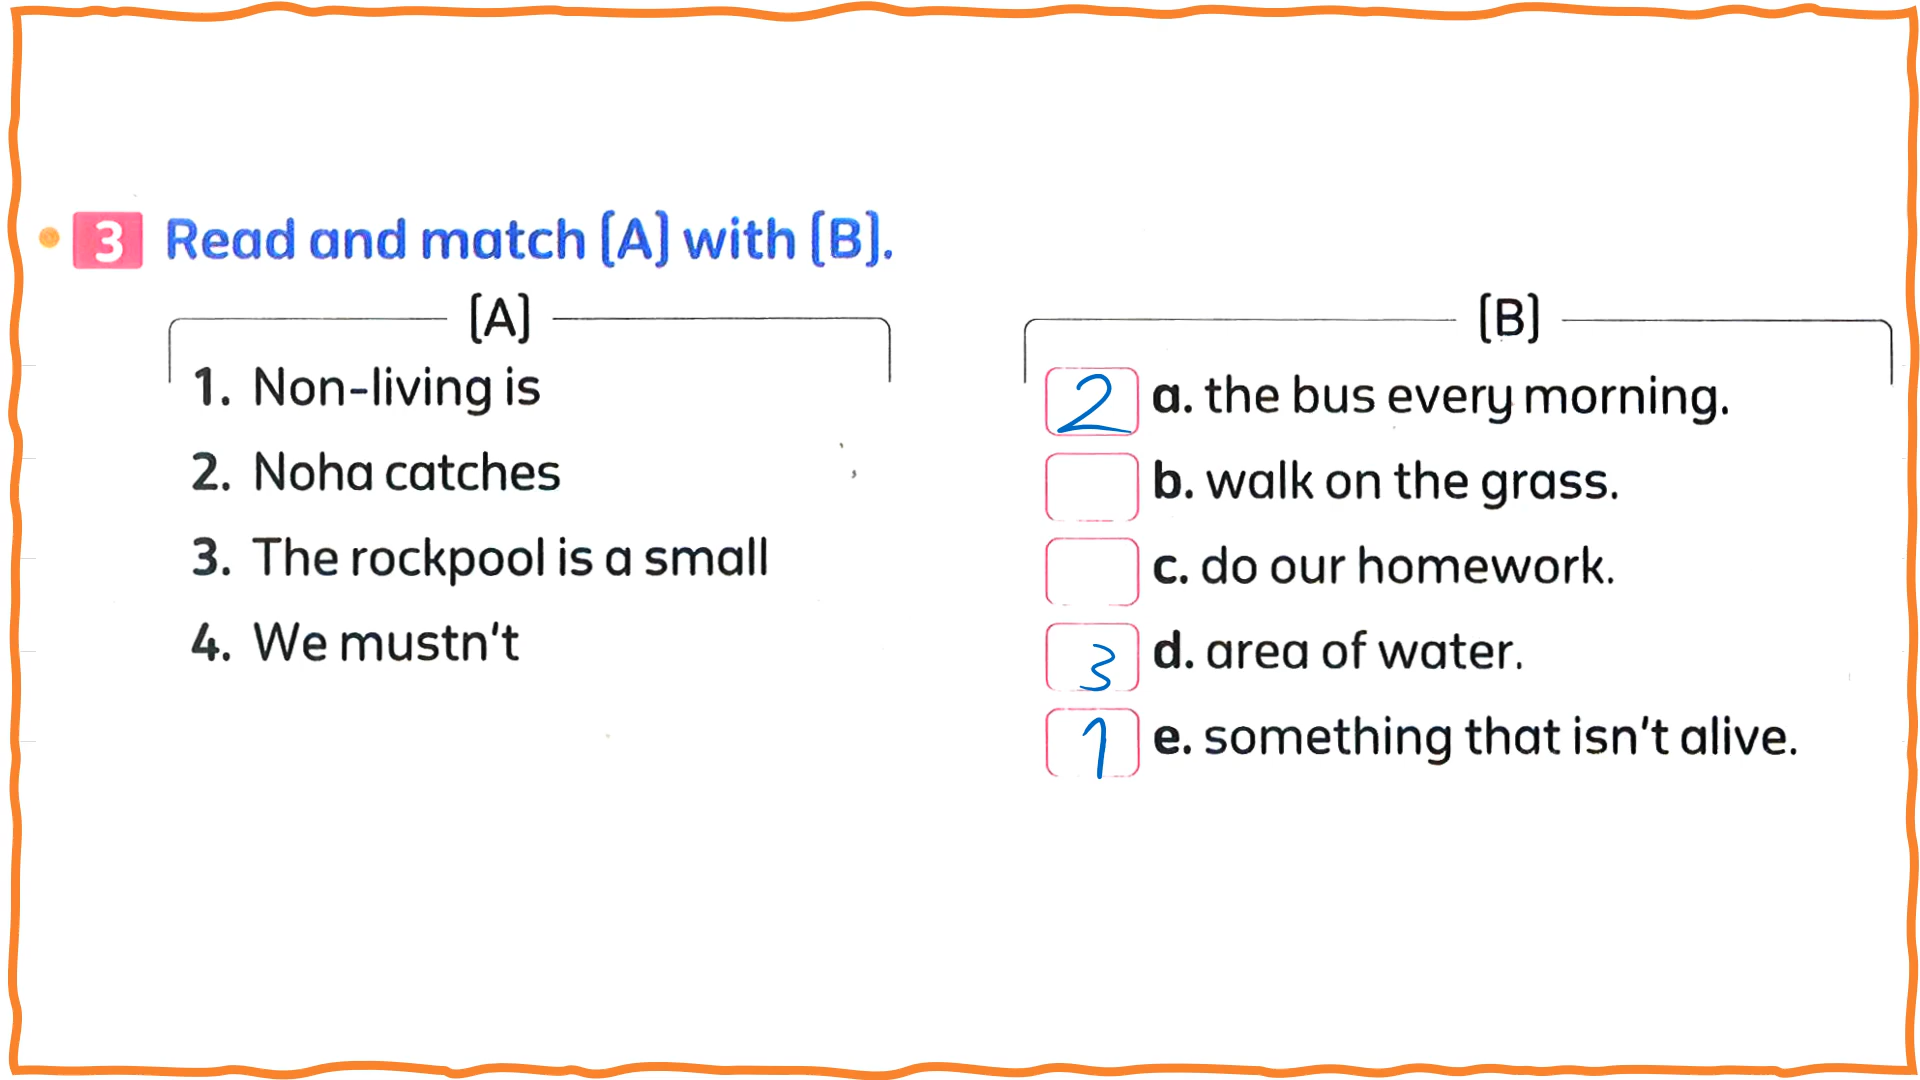 3 Read and match [A] with [B].
[A]
1. Non-living is
2. Noha catches
3. The rockpool is a small
4. We mustn't
[B]
2 a. the bus every morning.
b. walk on the grass.
c. do our homework.
3 d. area of water.
1 e. something that isn't alive.